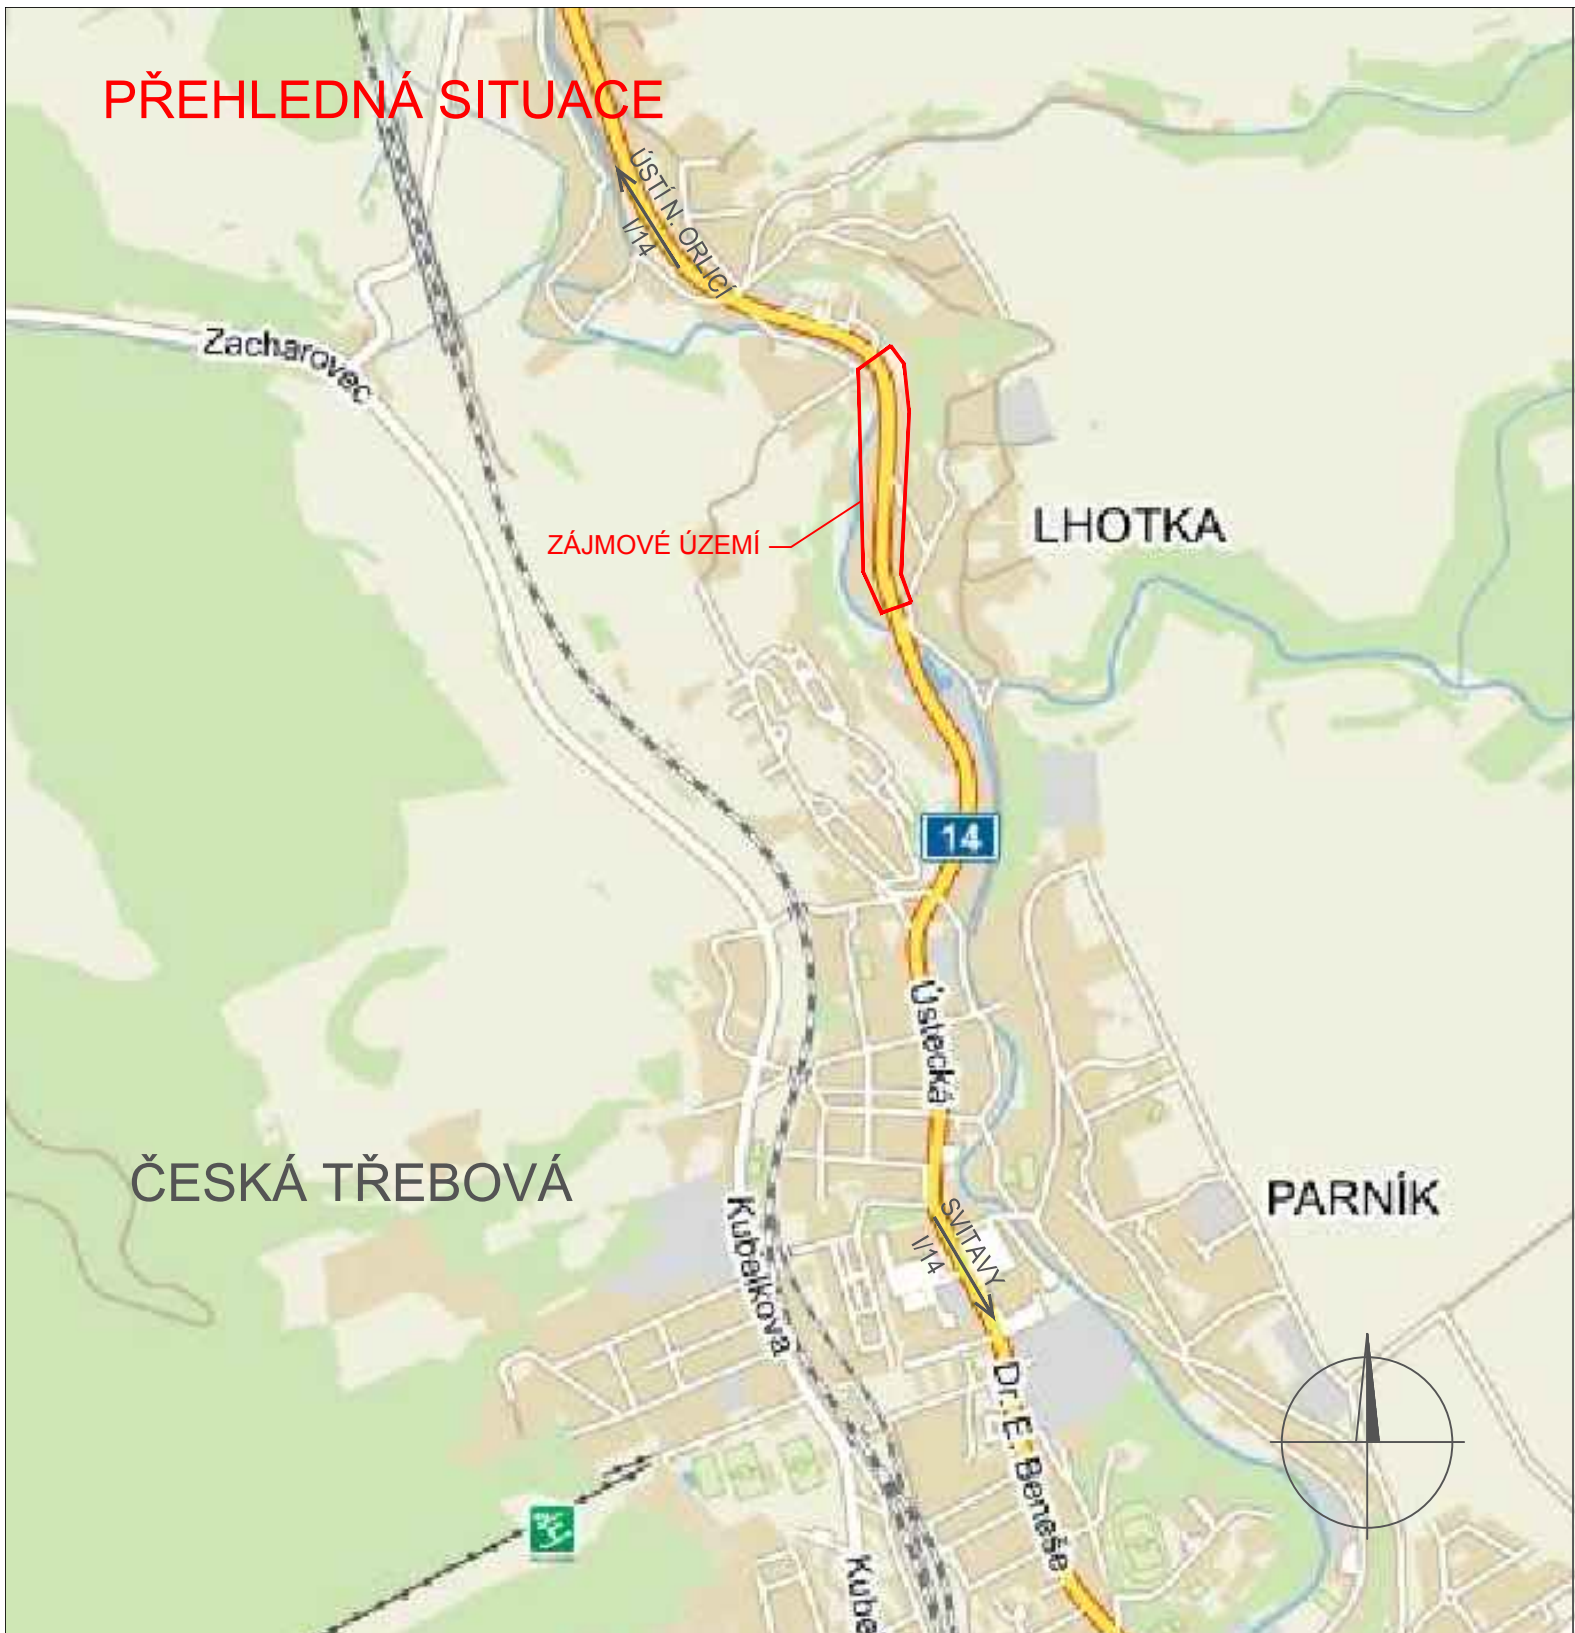 PŘEHLEDNÁ SITUACE
ÚSTÍ N. ORLICÍ
I/14
Zacharovec
LHOTKA
ZÁJMOVÉ ÚZEMÍ
14
Ústecká
ČESKÁ TŘEBOVÁ
PARNÍK
Kubelkova
SVITAVY
I/14
Dr. E. Beneše
Kube